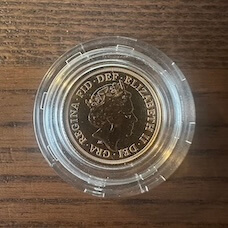 ELIZABETH II · DEI · GRA · REGINA · FID · DEF ·